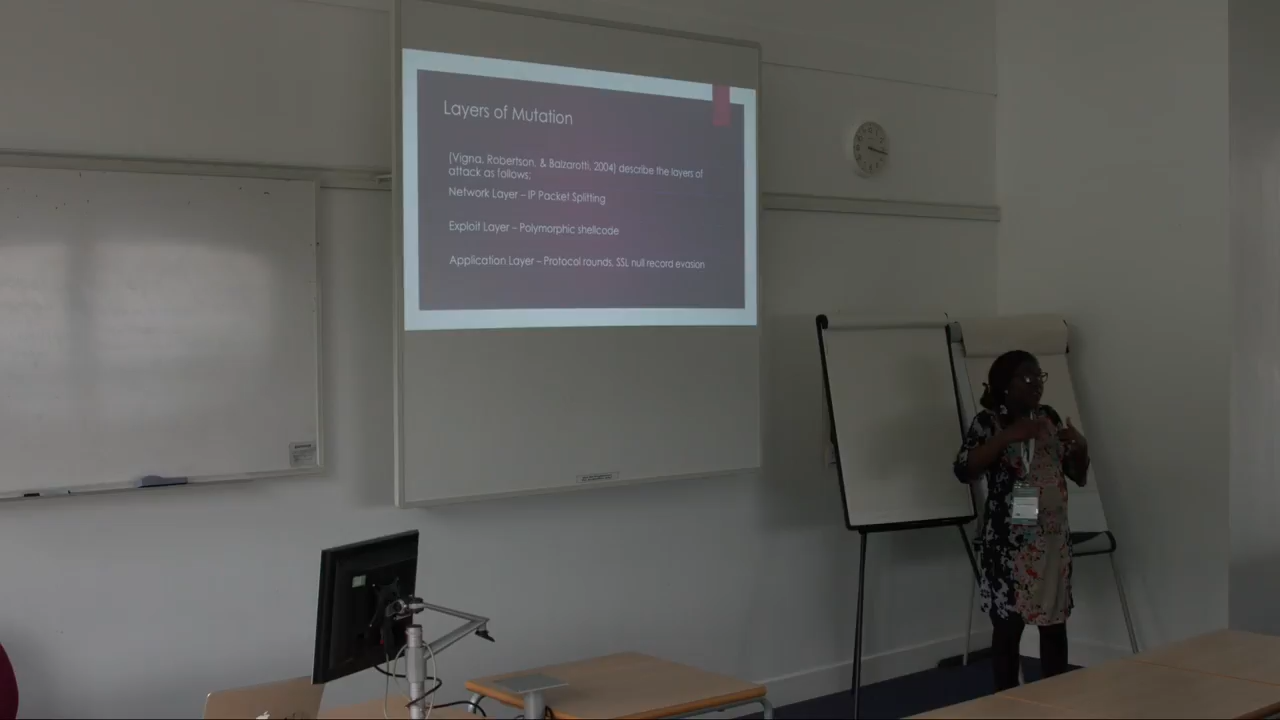 Layers of Mutation
(Vigna, Robertson, & Balzarotti, 2004) describe the layers of
attack as follows:
Network Layer – IP Packet Splitting
Exploit Layer – Polymorphic shellcode
Application Layer – Protocol rounds, SSL null record evasion